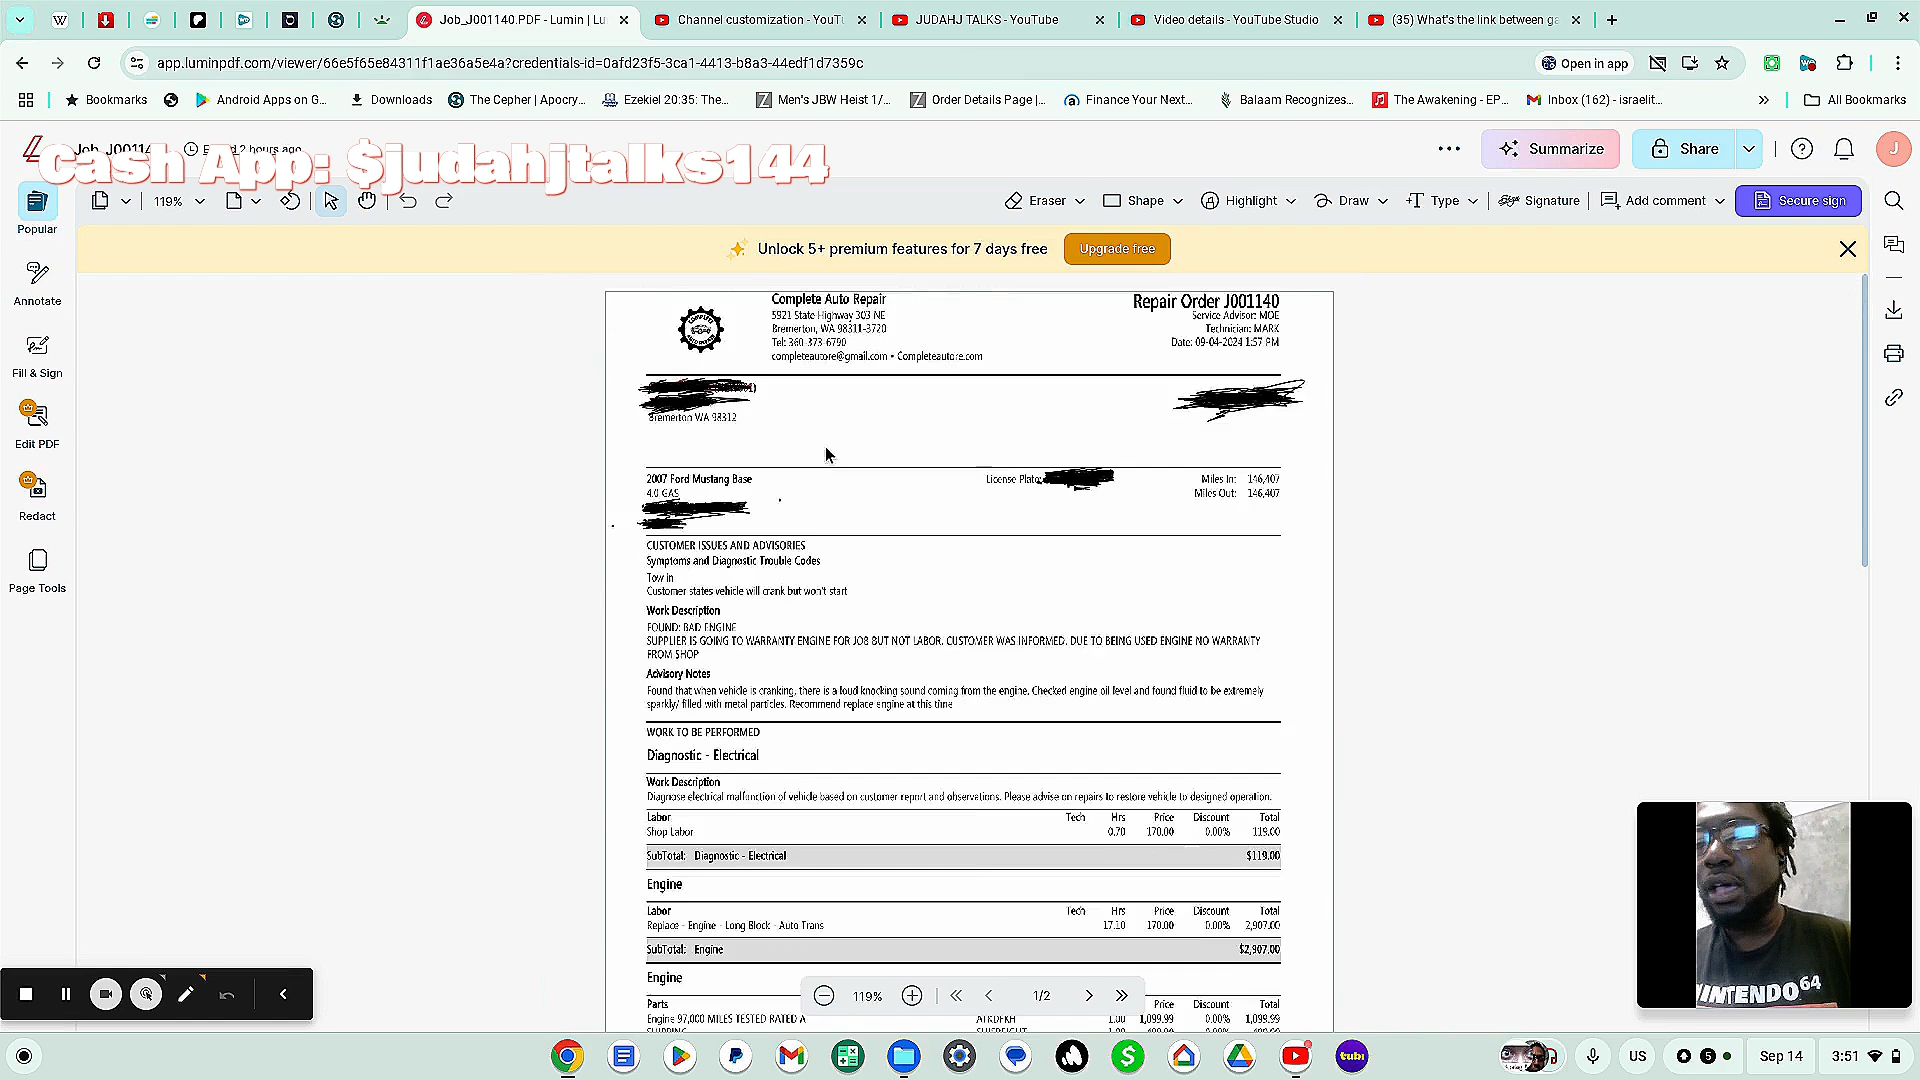 Job_J001140.PDF - Lumin | Lu
Channel customization - YouTu
JUDAHJ TALKS - YouTube
Video details - YouTube Studio
(35) What's the link between ga
app.luminpdf.com/viewer/66e5f65e84311f1ae36a5e4a?credentials-id=0afd23f5-3ca1-4413-b8a3-44edf1d7359c
Open in app
Bookmarks
Android Apps on G...
Downloads
The Cepher | Apocry...
Ezekiel 20:35: The...
Men's JBW Heist 1/...
Order Details Page |...
Finance Your Next...
Balaam Recognizes...
The Awakening - EP...
Inbox (162) - israelit...
All Bookmarks
2 hours ago
Cash App: $judahjtalks144
Summarize
Share
J
Popular
119%
Eraser
Shape
Highlight
Draw
Type
Signature
Add comment
Secure sign
Unlock 5+ premium features for 7 days free
Upgrade free
Annotate
Fill & Sign
Edit PDF
Redact
Page Tools
Complete Auto Repair
5921 State Highway 303 NE
Bremerton, WA 98311-3720
Tel: 360-373-6790
completeautore@gmail.com • Completeautore.com
Repair Order J001140
Service Advisor: MOE
Technician: MARK
Date: 09-04-2024 1:57 PM
Bremerton WA 98312
2007 Ford Mustang Base
4.0 GAS
License Plate:
Miles In: 146,407
Miles Out: 146,407
CUSTOMER ISSUES AND ADVISORIES
Symptoms and Diagnostic Trouble Codes
Tow in
Customer states vehicle will crank but won't start
Work Description
FOUND: BAD ENGINE
SUPPLIER IS GOING TO WARRANTY ENGINE FOR JOB BUT NOT LABOR. CUSTOMER WAS INFORMED. DUE TO BEING USED ENGINE NO WARRANTY
FROM SHOP
Advisory Notes
Found that when vehicle is cranking, there is a loud knocking sound coming from the engine. Checked engine oil level and found fluid to be extremely
sparkly/ filled with metal particles. Recommend replace engine at this time
WORK TO BE PERFORMED
Diagnostic - Electrical
Work Description
Diagnose electrical malfunction of vehicle based on customer report and observations. Please advise on repairs to restore vehicle to designed operation.
Labor Tech Hrs Price Discount Total
Shop Labor 0.70 170.00 0.00% 119.00
SubTotal: Diagnostic - Electrical $119.00
Engine
Labor Tech Hrs Price Discount Total
Replace - Engine - Long Block - Auto Trans 17.10 170.00 0.00% 2,907.00
SubTotal: Engine $2,907.00
Engine
Parts Price Discount Total
Engine 97,000 MILES TESTED RATED A ATKDFKH 1.00 1,099.99 0.00% 1,099.99
119%
1/2
NINTENDO 64
tubi
US
5
Sep 14
3:51